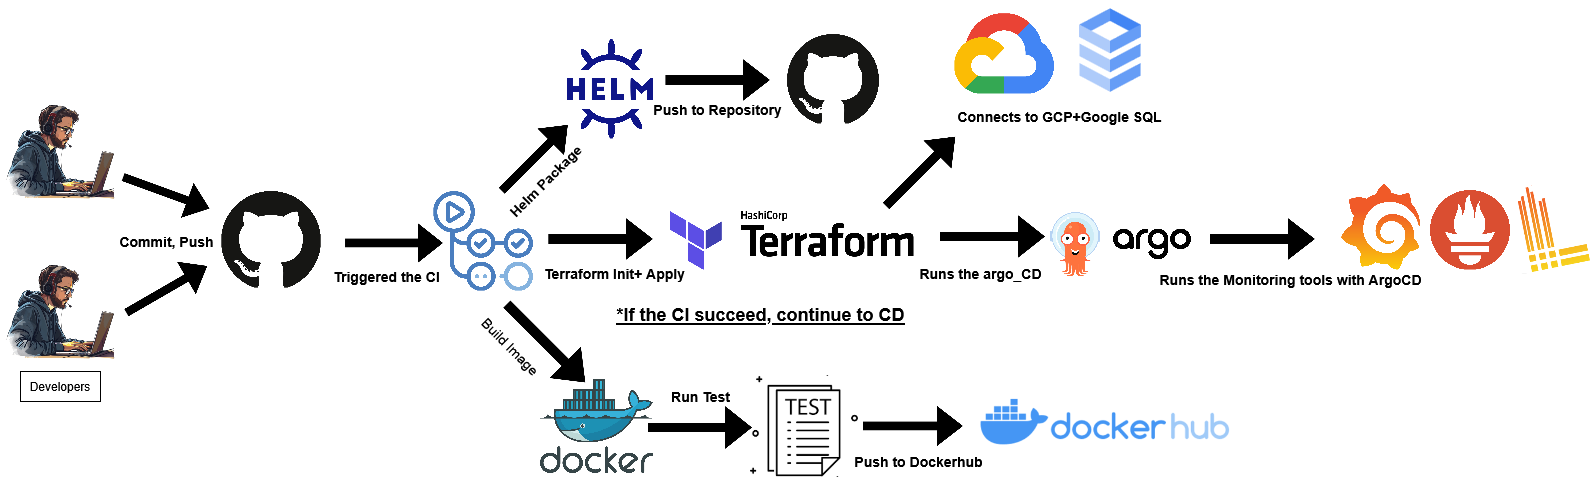 HELM
Push to Repository
Connects to GCP+Google SQL
Helm Package
Commit, Push
Triggered the CI
HashiCorp
Terraform
Terraform Init+ Apply
argo
Runs the argo_CD
Runs the Monitoring tools with ArgoCD
*If the CI succeed, continue to CD
Build Image
Developers
docker
Run Test
TEST
Push to Dockerhub
docker hub